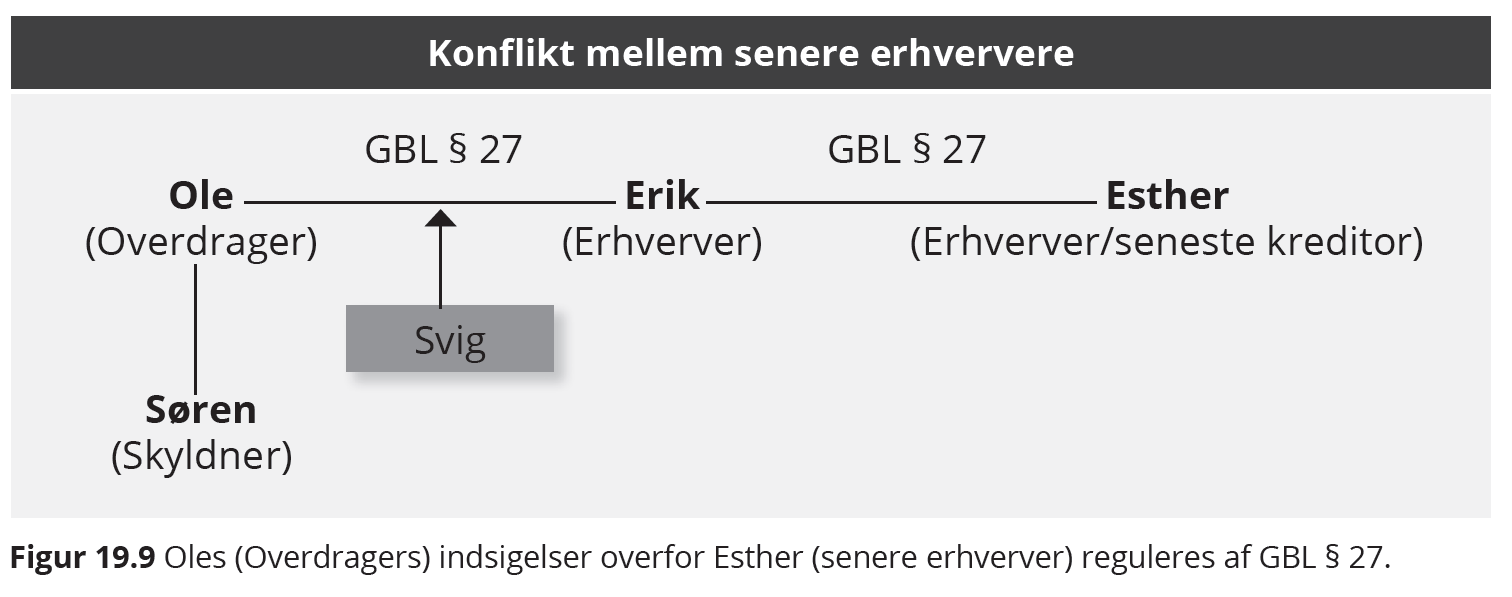 Konflikt mellem senere erhververe
GBL § 27 GBL § 27
Ole Erik Esther
(Overdrager) (Erhverver) (Erhverver/seneste kreditor)
Svig
Søren
(Skyldner)
Figur 19.9 Oles (Overdragers) indsigelser overfor Esther (senere erhverver) reguleres af GBL § 27.